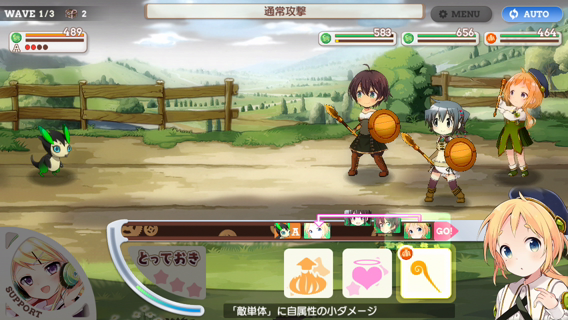 WAVE 1/3 2
通常攻撃
MENU
AUTO
489
A
583
656
464
A
GO!
とっておき
SUPPORT
「敵単体」に自属性の小ダメージ